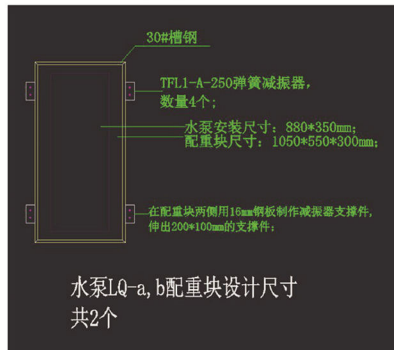 30#槽钢
TFL1-A-250弹簧减振器，
数量4个；
水泵安装尺寸：880*350mm；
配重块尺寸：1050*550*300mm；
在配重块两侧用16mm钢板制作减振器支撑件，
伸出200*100mm的支撑件；
水泵LQ-a,b配重块设计尺寸
共2个